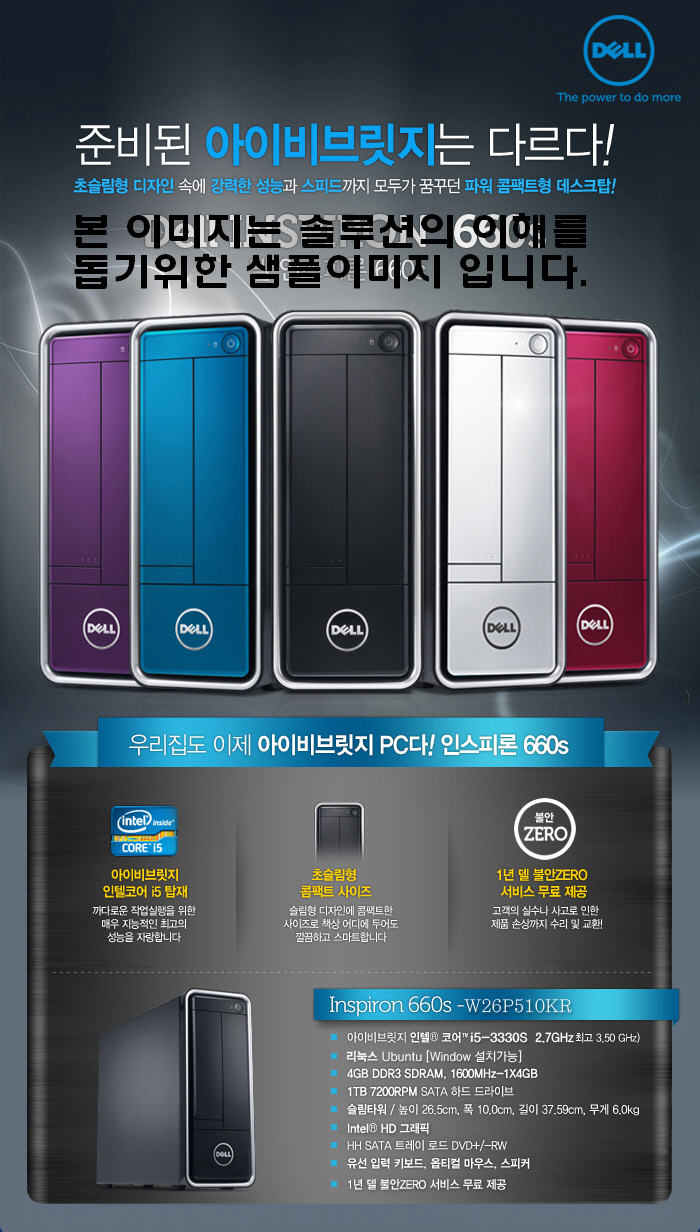 DELL
The power to do more
준비된 아이비브릿지는 다르다!
초슬림형 디자인 속에 강력한 성능과 스피드까지 모두가 꿈꾸던 파워 콤팩트형 데스크탑!
본 이미지는 솔루션의 이해를
돕기위한 샘플이미지 입니다.
660s
660s
DELL
DELL
DELL
DELL
DELL
우리집도 이제 아이비브릿지 PC다! 인스피론 660s
intel inside™
CORE™ i5
아이비브릿지
인텔코어 i5 탑재
까다로운 작업실행을 위한
매우 지능적인 최고의
성능을 자랑합니다
초슬림형
콤팩트 사이즈
슬림형 디자인에 콤팩트한
사이즈로 책상 어디에 두어도
깔끔하고 스마트합니다
불안
ZERO
1년 델 불안ZERO
서비스 무료 제공
고객의 실수나 사고로 인한
제품 손상까지 수리 및 교환!
Inspiron 660s -W26P510KR
아이비브릿지 인텔® 코어™ i5-3330S 2.7GHz 최고 3.50 GHz)
리눅스 Ubuntu [Window 설치가능]
4GB DDR3 SDRAM, 1600MHz-1X4GB
1TB 7200RPM SATA 하드 드라이브
슬림타워 / 높이 26.5cm, 폭 10.0cm, 길이 37.59cm, 무게 6.0kg
Intel® HD 그래픽
HH SATA 트레이 로드 DVD+/-RW
유선 입력 키보드, 옵티컬 마우스, 스피커
1년 델 불안ZERO 서비스 무료 제공
DELL